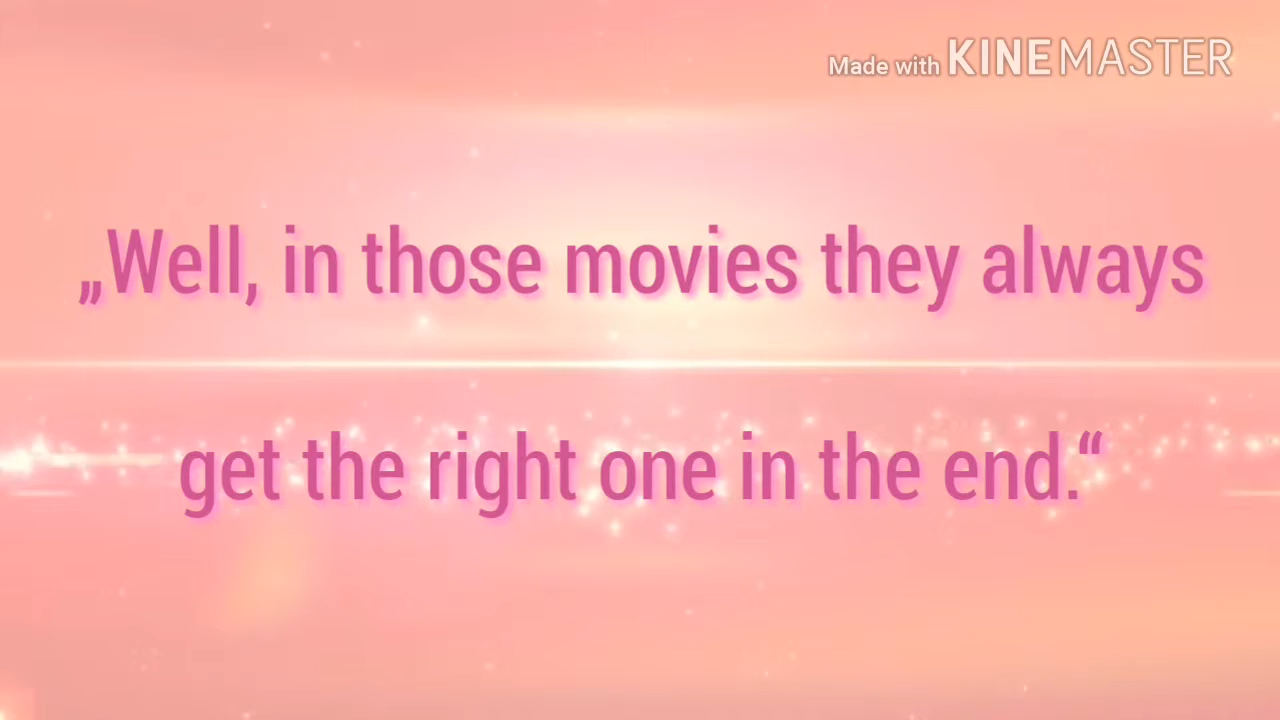 Made with KINEMASTER
„Well, in those movies they always
get the right one in the end.“